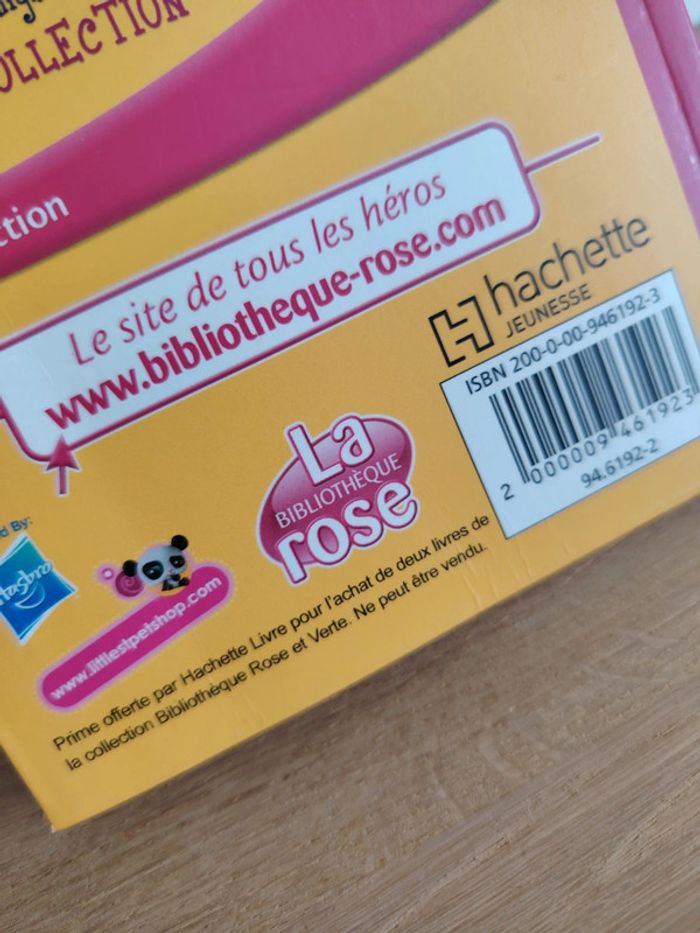 COLLECTION
ction
Le site de tous les héros
www.bibliotheque-rose.com
hachette
JEUNESSE
ISBN 200-0-00-946192-3
2 000009 461923
94.6192-2
La
BIBLIOTHÈQUE
rose
d By:
Hasbro
www.littlestpetshop.com
Prime offerte par Hachette Livre pour l'achat de deux livres de
la collection Bibliothèque Rose et Verte. Ne peut être vendu.